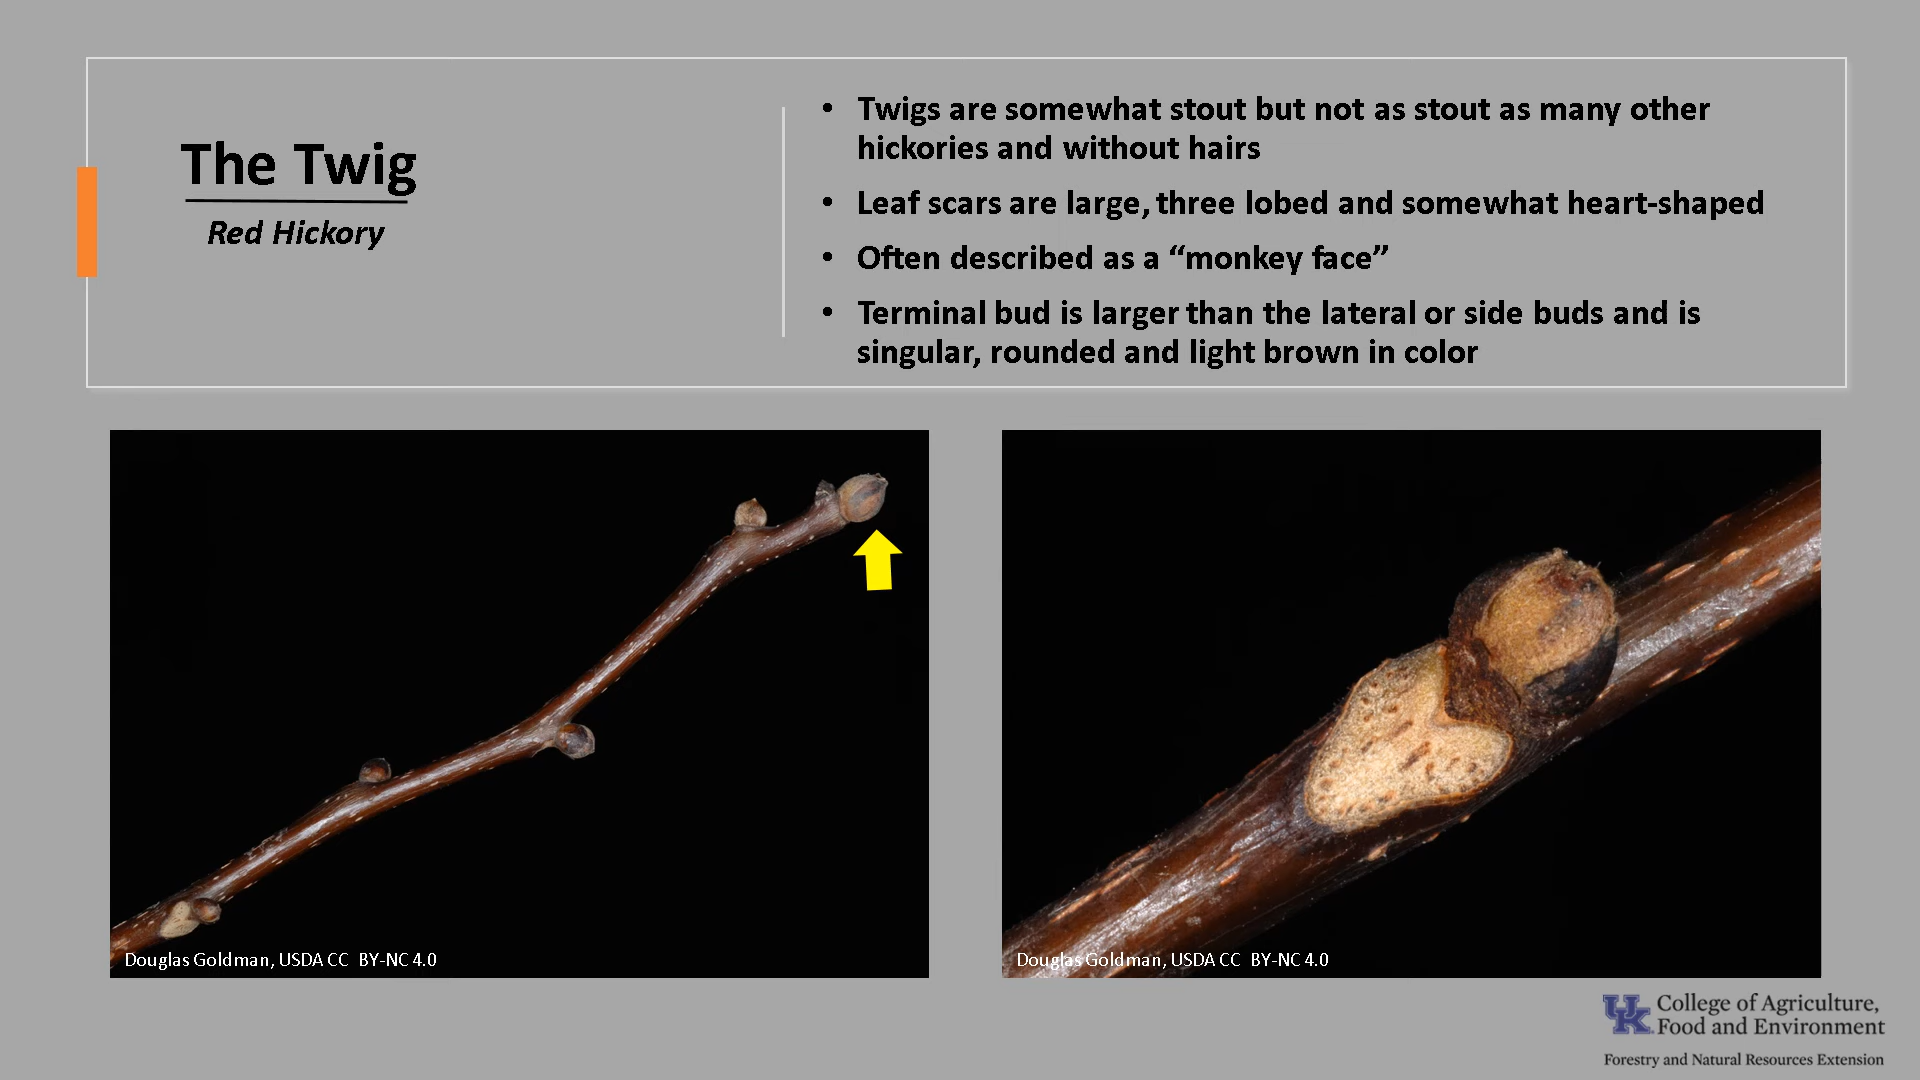 The Twig
Red Hickory
• Twigs are somewhat stout but not as stout as many other
hickories and without hairs
• Leaf scars are large, three lobed and somewhat heart-shaped
• Often described as a “monkey face”
• Terminal bud is larger than the lateral or side buds and is
singular, rounded and light brown in color
Douglas Goldman, USDA CC BY-NC 4.0
Douglas Goldman, USDA CC BY-NC 4.0
UK College of Agriculture,
Food and Environment
Forestry and Natural Resources Extension